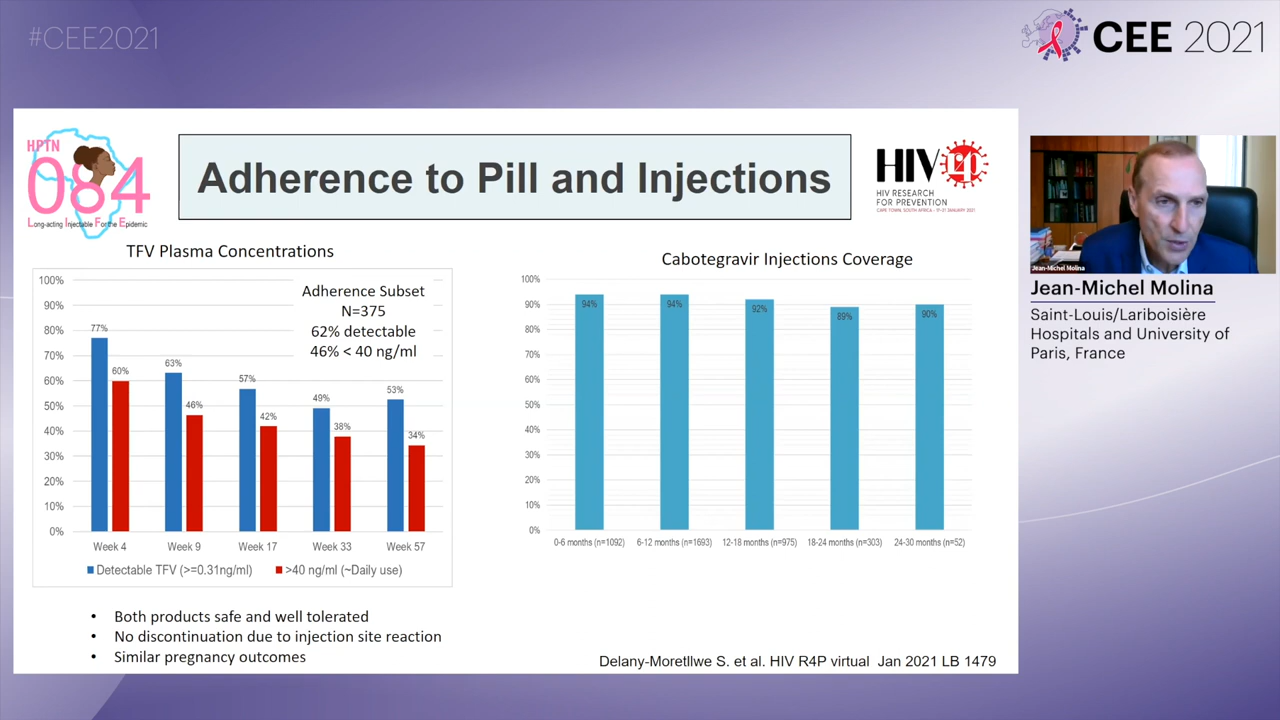 #CEE2021
CEE 2021
HPTN
084
Long-acting Injectable For the Epidemic
Adherence to Pill and Injections
HIV R4P
HIV RESEARCH
FOR PREVENTION
CAPE TOWN, SOUTH AFRICA
TFV Plasma Concentrations
Adherence Subset
N=375
62% detectable
46% < 40 ng/ml
100%
90%
80%
70%
60%
50%
40%
30%
20%
10%
0%
77%
60%
63%
46%
57%
42%
49%
38%
53%
34%
Week 4
Week 9
Week 17
Week 33
Week 57
Detectable TFV (>=0.31ng/ml)
>40 ng/ml (~Daily use)
Cabotegravir Injections Coverage
100%
90%
80%
70%
60%
50%
40%
30%
20%
10%
0%
94%
94%
92%
89%
90%
0-6 months (n=1092)
6-12 months (n=1693)
12-18 months (n=975)
18-24 months (n=303)
24-30 months (n=52)
• Both products safe and well tolerated
• No discontinuation due to injection site reaction
• Similar pregnancy outcomes
Delany-Moretllwe S. et al. HIV R4P virtual Jan 2021 LB 1479
Jean-Michel Molina
Jean-Michel Molina
Saint-Louis/Lariboisière
Hospitals and University of
Paris, France